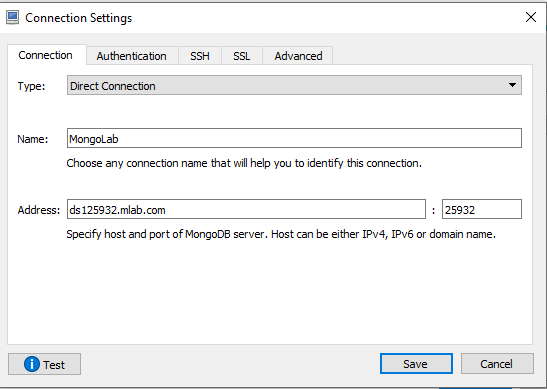 Connection Settings
Connection Authentication SSH SSL Advanced
Type: Direct Connection
Name: MongoLab
Choose any connection name that will help you to identify this connection.
Address: ds125932.mlab.com : 25932
Specify host and port of MongoDB server. Host can be either IPv4, IPv6 or domain name.
Test Save Cancel